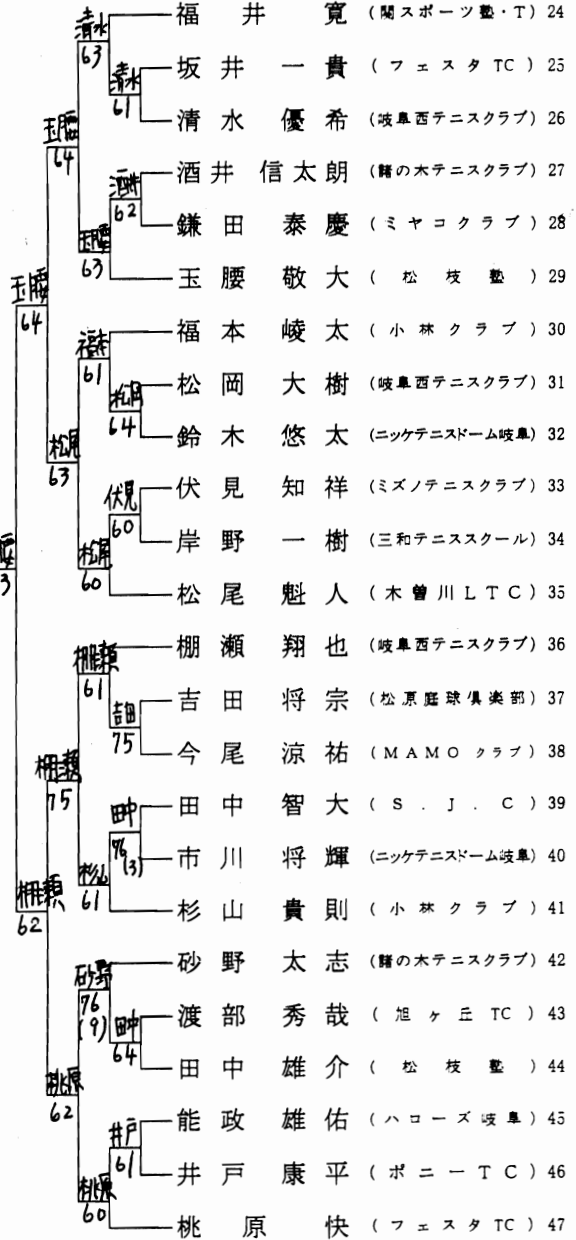 福井 寛 (関スポーツ塾・T) 24
清水
63
坂井 一貴 (フェスタTC) 25
清水
61
清水 優希 (岐阜西テニスクラブ) 26
玉腰
64
酒井 信太朗 (諸の木テニスクラブ) 27
酒井
62
鎌田 泰慶 (ミヤコクラブ) 28
玉腰
63
玉腰 敬大 (松枝塾) 29
玉腰
64
福本 崚太 (小林クラブ) 30
福本
61
松岡 大樹 (岐阜西テニスクラブ) 31
松岡
64
鈴木 悠太 (ニッケテニスドーム岐阜) 32
松尾
63
伏見 知祥 (ミズノテニスクラブ) 33
伏見
60
岸野 一樹 (三和テニススクール) 34
松尾
60
腰
3
松尾 魁人 (木曽川LTC) 35
棚瀬 翔也 (岐阜西テニスクラブ) 36
棚瀬
61
吉田 将宗 (松原庭球倶楽部) 37
吉田
75
今尾 涼祐 (MAMOクラブ) 38
棚瀬
75
田中 智大 (S.J.C) 39
田中
76(3)
市川 将輝 (ニッケテニスドーム岐阜) 40
杉山
61
杉山 貴則 (小林クラブ) 41
棚瀬
62
砂野 太志 (諸の木テニスクラブ) 42
砂野
76(9)
渡部 秀哉 (旭ヶ丘TC) 43
田中
64
田中 雄介 (松枝塾) 44
桃原
62
能政 雄佑 (ハローズ岐阜) 45
井戸
61
井戸 康平 (ポニーTC) 46
桃原
60
桃原 快 (フェスタTC) 47